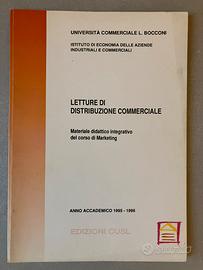 UNIVERSITÀ COMMERCIALE L. BOCCONI
ISTITUTO DI ECONOMIA DELLE AZIENDE
INDUSTRIALI E COMMERCIALI
LETTURE DI
DISTRIBUZIONE COMMERCIALE
Materiale didattico integrativo
del corso di Marketing
ANNO ACCADEMICO 1995 - 1996
EDIZIONI CUSL
subito